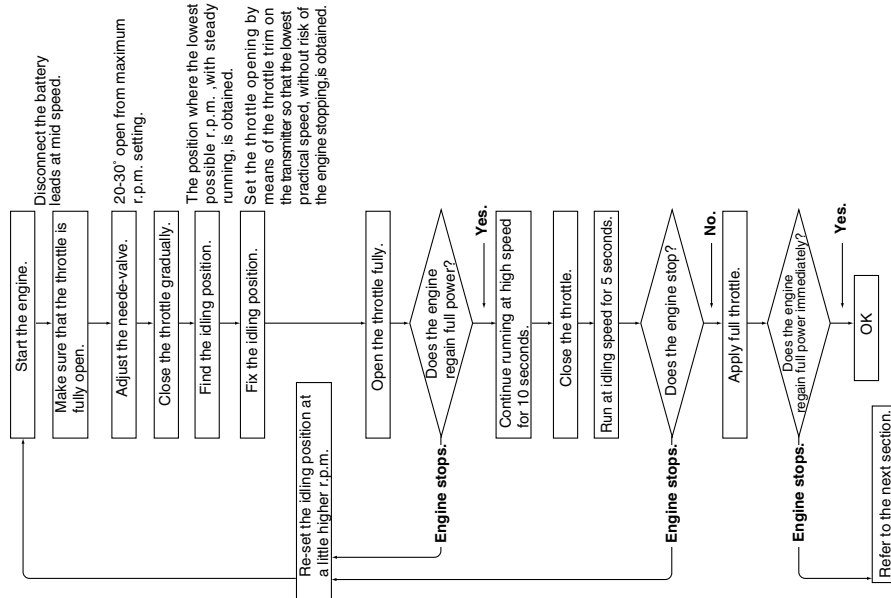 Start the engine.
Disconnect the battery
leads at mid speed.
Make sure that the throttle is
fully open.
Adjust the neede-valve.
20-30° open from maximum
r.p.m. setting.
Close the throttle gradually.
Find the idling position.
The position where the lowest
possible r.p.m. ,with steady
running, is obtained.
Fix the idling position.
Set the throttle opening by
means of the throttle trim on
the transmitter so that the lowest
practical speed, without risk of
the engine stopping,is obtained.
Re-set the idling position at
a little higher r.p.m.
Open the throttle fully.
Does the engine
regain full power?
Engine stops.
Yes.
Continue running at high speed
for 10 seconds.
Close the throttle.
Run at idling speed for 5 seconds.
Does the engine stop?
Engine stops.
No.
Apply full throttle.
Does the engine
regain full power immediately?
Engine stops.
Yes.
OK
Refer to the next section.